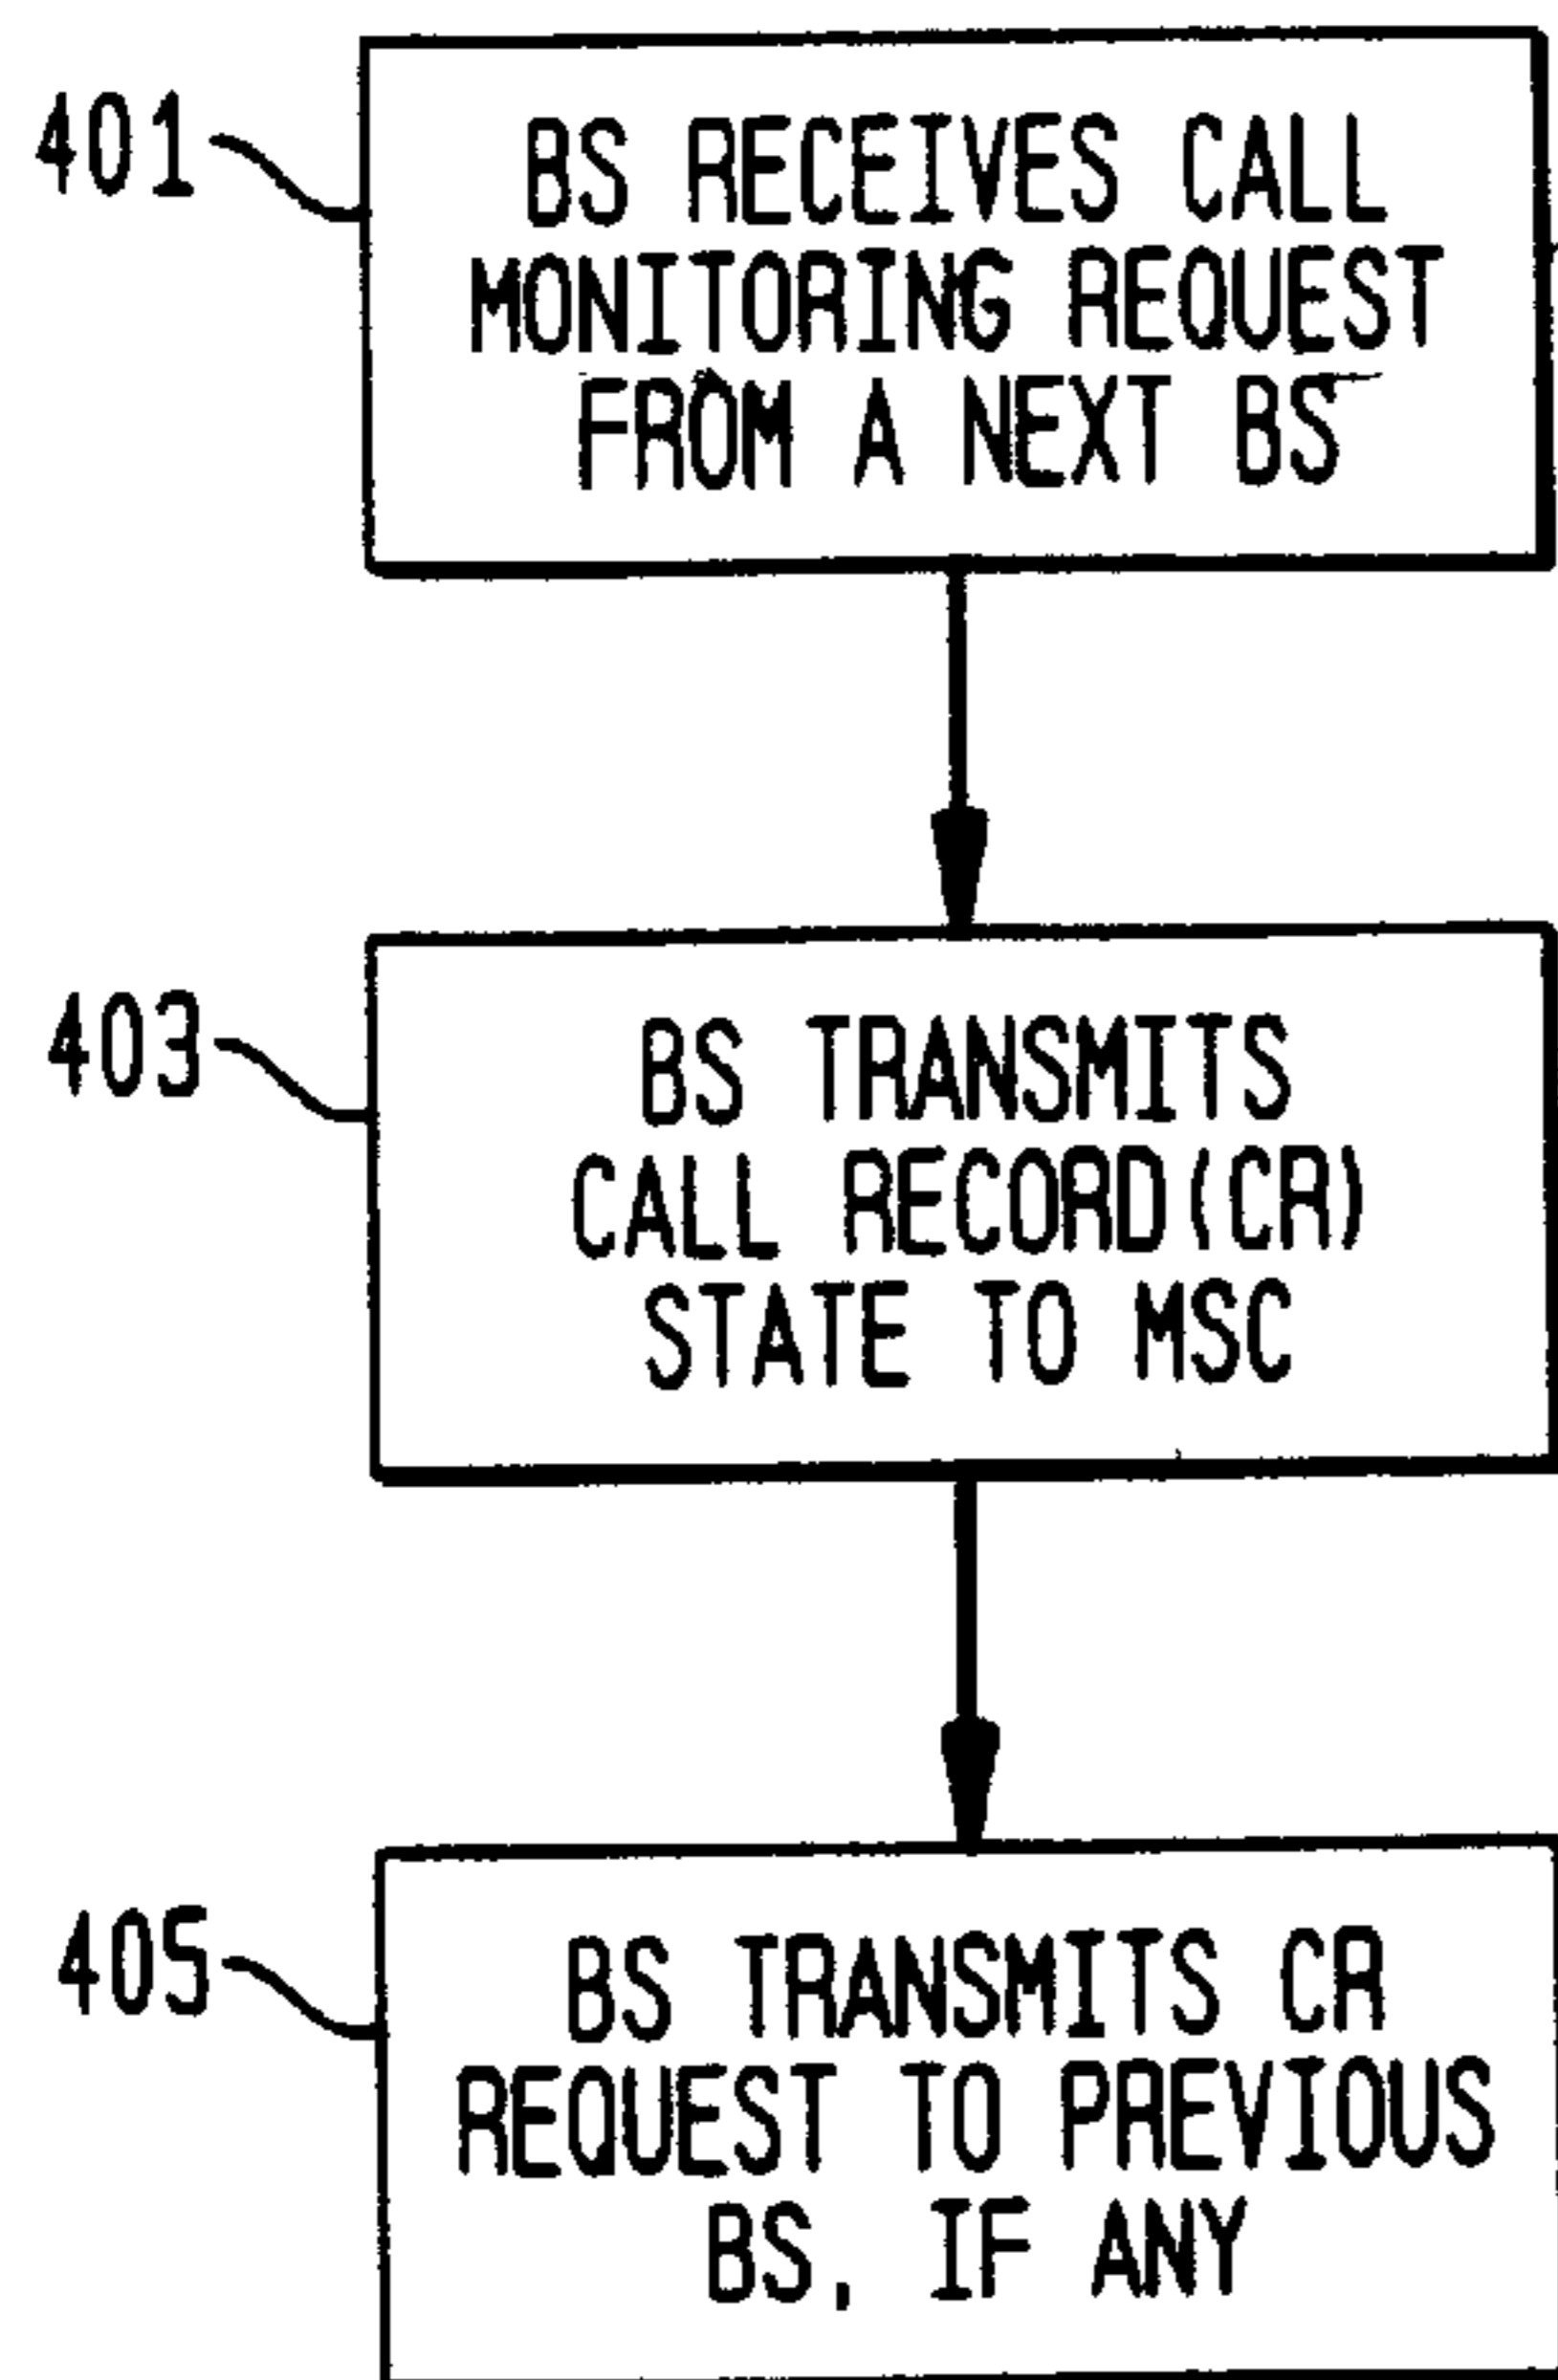 401
BS RECEIVES CALL
MONITORING REQUEST
FROM A NEXT BS
403
BS TRANSMITS
CALL RECORD(CR)
STATE TO MSC
405
BS TRANSMITS CR
REQUEST TO PREVIOUS
BS, IF ANY